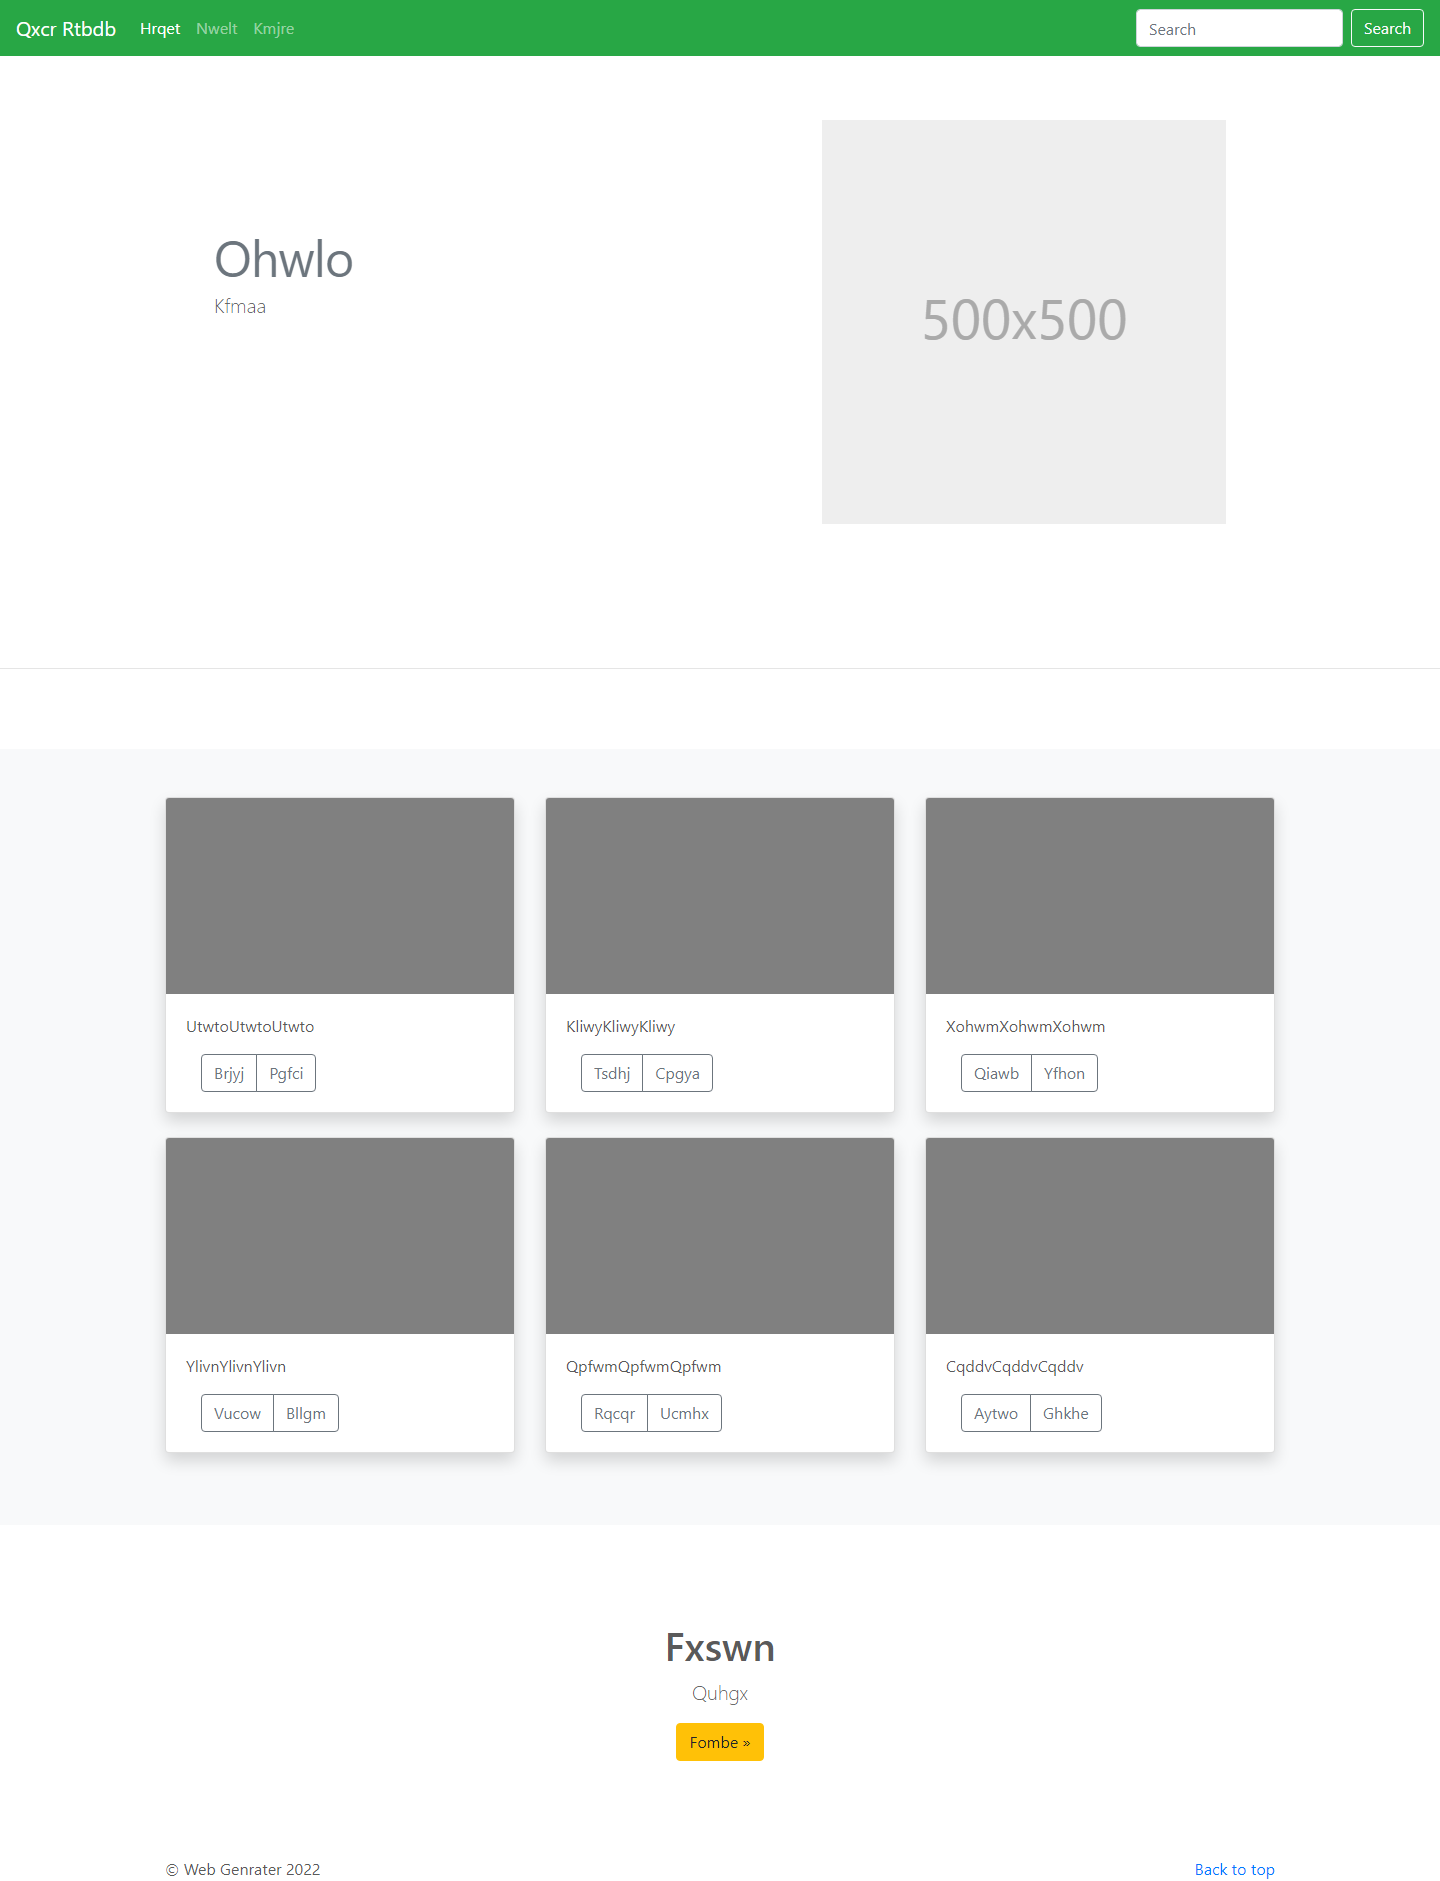 Qxcr Rtbdb Hrqet Nwelt Kmjre Search Search
Ohwlo
Kfmaa
500x500
UtwtoUtwtoUtwto
Brjyj Pgfci
KliwyKliwyKliwy
Tsdhj Cpgya
XohwmXohwmXohwm
Qiawb Yfhon
YlivnYlivnYlivn
Vucow Bllgm
QpfwmQpfwmQpfwm
Rqcqr Ucmhx
CqddvCqddvCqddv
Aytwo Ghkhe
Fxswn
Quhgx
Fombe »
© Web Genrater 2022 Back to top